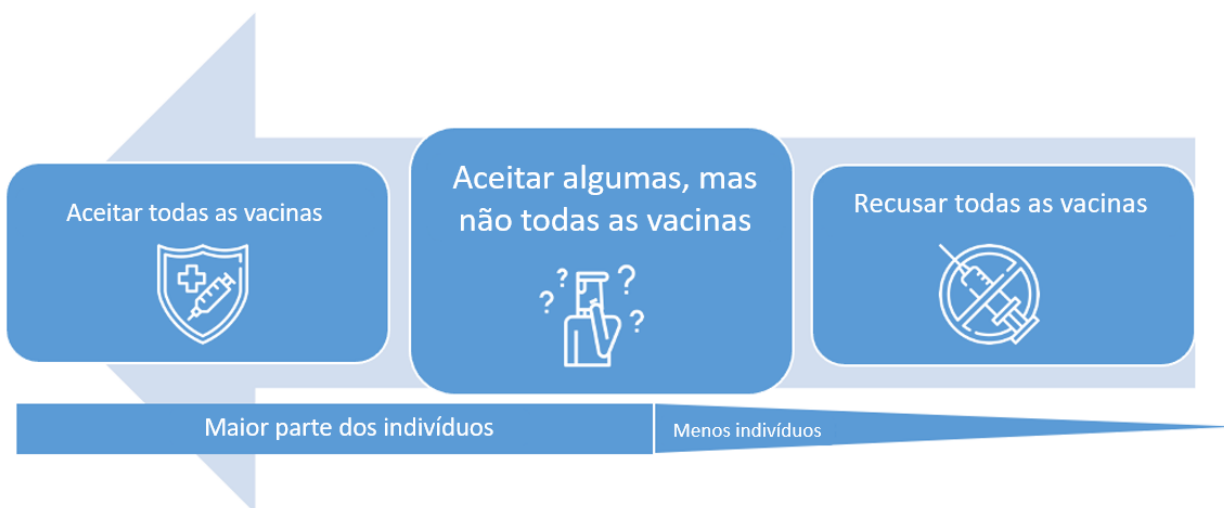 Aceitar todas as vacinas
Aceitar algumas, mas
não todas as vacinas
? ? ? ?
Recusar todas as vacinas
Maior parte dos indivíduos
Menos indivíduos